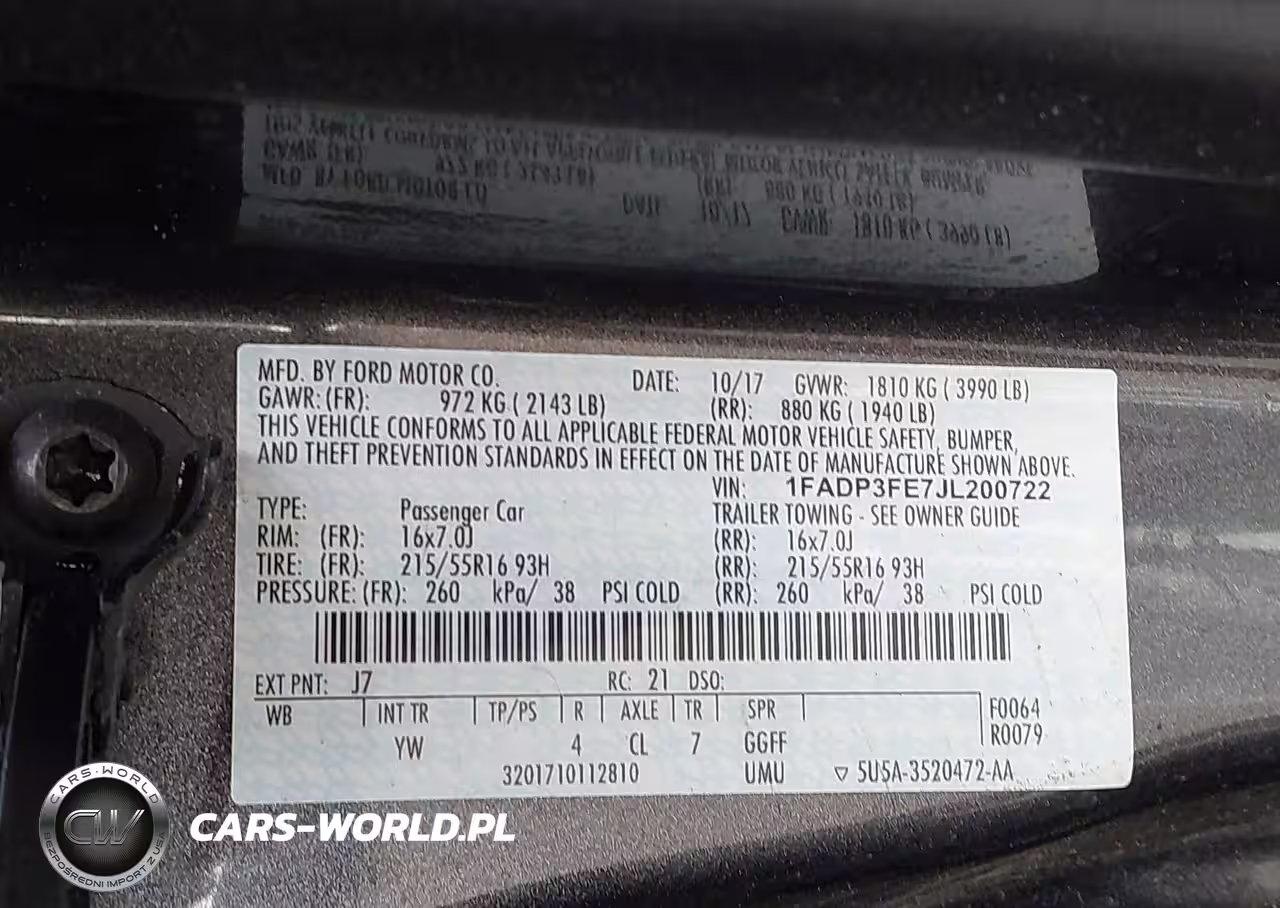 MFD. BY FORD MOTOR CO. DATE: 10/17 GVWR: 1810 KG ( 3990 LB)
GAWR: (FR): 972 KG ( 2143 LB) (RR): 880 KG ( 1940 LB)
THIS VEHICLE CONFORMS TO ALL APPLICABLE FEDERAL MOTOR VEHICLE SAFETY, BUMPER,
AND THEFT PREVENTION STANDARDS IN EFFECT ON THE DATE OF MANUFACTURE SHOWN ABOVE.
VIN: 1FADP3FE7JL200722
TYPE: Passenger Car TRAILER TOWING - SEE OWNER GUIDE
RIM: (FR): 16x7.0J (RR): 16x7.0J
TIRE: (FR): 215/55R16 93H (RR): 215/55R16 93H
PRESSURE: (FR): 260 kPa/ 38 PSI COLD (RR): 260 kPa/ 38 PSI COLD
EXT PNT: J7 RC: 21 DSO:
WB INT TR TP/PS R AXLE TR SPR F0064
YW 4 CL 7 GGFF R0079
3201710112810 UMU ▽ 5U5A-3520472-AA
CARS-WORLD
CW
BEZPOŚREDNI IMPORT Z USA
CARS-WORLD.PL